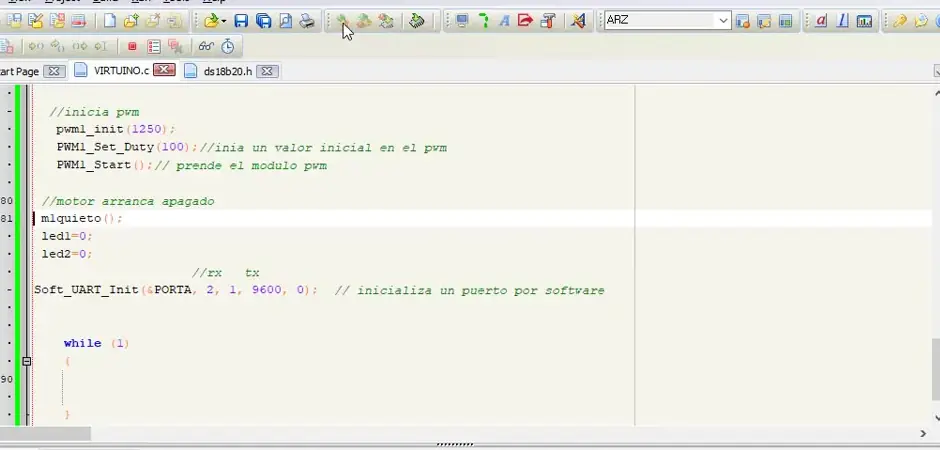 ARZ
art Page VIRTUINO.c ds18b20.h
//inicia pwm
pwm1_init(1250);
PWM1_Set_Duty(100);//inia un valor inicial en el pwm
PWM1_Start();// prende el modulo pwm
80 //motor arranca apagado
81 m1quieto();
led1=0;
led2=0;
//rx tx
Soft_UART_Init(&PORTA, 2, 1, 9600, 0); // inicializa un puerto por software
while (1)
{
90
}